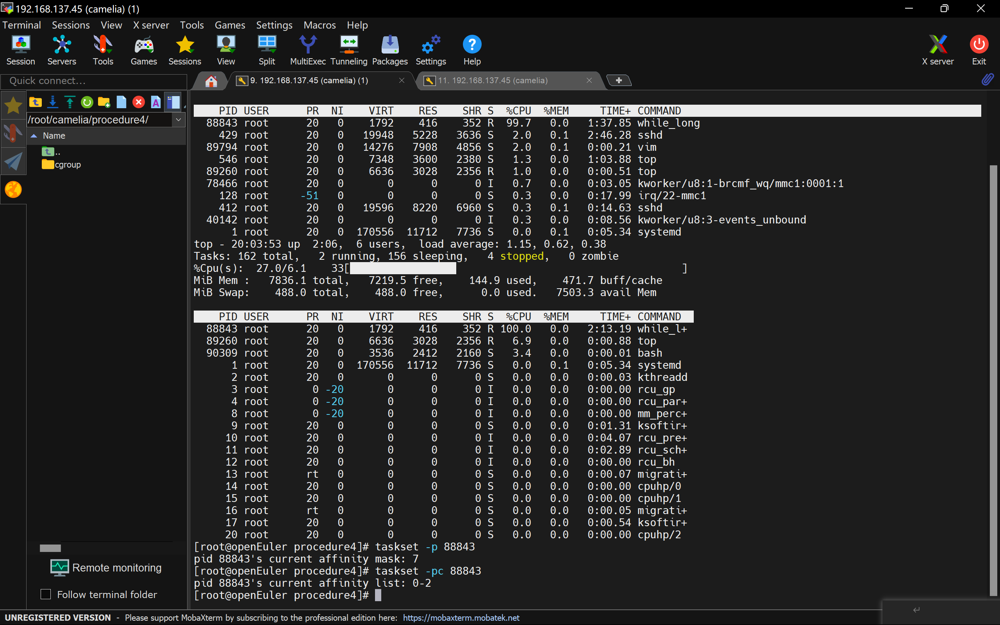 192.168.137.45 (camelia) (1)
Terminal Sessions View X server Tools Games Settings Macros Help
Session Servers Tools Games Sessions View Split MultiExec Tunneling Packages Settings Help X server Exit
Quick connect...
9. 192.168.137.45 (camelia) (1)
11. 192.168.137.45 (camelia)
/root/camelia/procedure4/
Name
..
cgroup
PID USER PR NI VIRT RES SHR S %CPU %MEM TIME+ COMMAND
88843 root 20 0 1792 416 352 R 99.7 0.0 1:37.85 while_long
429 root 20 0 19948 5228 3636 S 2.0 0.1 2:46.28 sshd
89794 root 20 0 14276 7908 4856 S 2.0 0.1 0:00.21 vim
546 root 20 0 7348 3600 2380 S 1.3 0.0 1:03.88 top
89260 root 20 0 6636 3028 2356 R 1.0 0.0 0:00.51 top
78466 root 20 0 0 0 0 I 0.7 0.0 0:03.05 kworker/u8:1-brcmf_wq/mmc1:0001:1
128 root -51 0 0 0 0 S 0.3 0.0 0:17.99 irq/22-mmc1
412 root 20 0 19596 8220 6960 S 0.3 0.1 0:14.63 sshd
40142 root 20 0 0 0 0 I 0.3 0.0 0:08.56 kworker/u8:3-events_unbound
1 root 20 0 170556 11712 7736 S 0.0 0.1 0:05.34 systemd
top - 20:03:53 up 2:06, 6 users, load average: 1.15, 0.62, 0.38
Tasks: 162 total, 2 running, 156 sleeping, 4 stopped, 0 zombie
%Cpu(s): 27.0/6.1 33[ ]
MiB Mem : 7836.1 total, 7219.5 free, 144.9 used, 471.7 buff/cache
MiB Swap: 488.0 total, 488.0 free, 0.0 used. 7503.3 avail Mem
PID USER PR NI VIRT RES SHR S %CPU %MEM TIME+ COMMAND
88843 root 20 0 1792 416 352 R 100.0 0.0 2:13.19 while_l+
89260 root 20 0 6636 3028 2356 R 6.9 0.0 0:00.88 top
90309 root 20 0 3536 2412 2160 S 3.4 0.0 0:00.01 bash
1 root 20 0 170556 11712 7736 S 0.0 0.1 0:05.34 systemd
2 root 20 0 0 0 0 S 0.0 0.0 0:00.03 kthreadd
3 root 0 -20 0 0 0 I 0.0 0.0 0:00.00 rcu_gp
4 root 0 -20 0 0 0 I 0.0 0.0 0:00.00 rcu_par+
8 root 0 -20 0 0 0 I 0.0 0.0 0:00.00 mm_perc+
9 root 20 0 0 0 0 S 0.0 0.0 0:01.31 ksoftir+
10 root 20 0 0 0 0 I 0.0 0.0 0:04.07 rcu_pre+
11 root 20 0 0 0 0 I 0.0 0.0 0:02.89 rcu_sch+
12 root 20 0 0 0 0 I 0.0 0.0 0:00.00 rcu_bh
13 root rt 0 0 0 0 S 0.0 0.0 0:00.07 migrati+
14 root 20 0 0 0 0 S 0.0 0.0 0:00.00 cpuhp/0
15 root 20 0 0 0 0 S 0.0 0.0 0:00.00 cpuhp/1
16 root rt 0 0 0 0 S 0.0 0.0 0:00.05 migrati+
17 root 20 0 0 0 0 S 0.0 0.0 0:00.54 ksoftir+
20 root 20 0 0 0 0 S 0.0 0.0 0:00.00 cpuhp/2
[root@openEuler procedure4]# taskset -p 88843
pid 88843's current affinity mask: 7
[root@openEuler procedure4]# taskset -pc 88843
pid 88843's current affinity list: 0-2
[root@openEuler procedure4]#
Remote monitoring
Follow terminal folder
UNREGISTERED VERSION - Please support MobaXterm by subscribing to the professional edition here: https://mobaxterm.mobatek.net